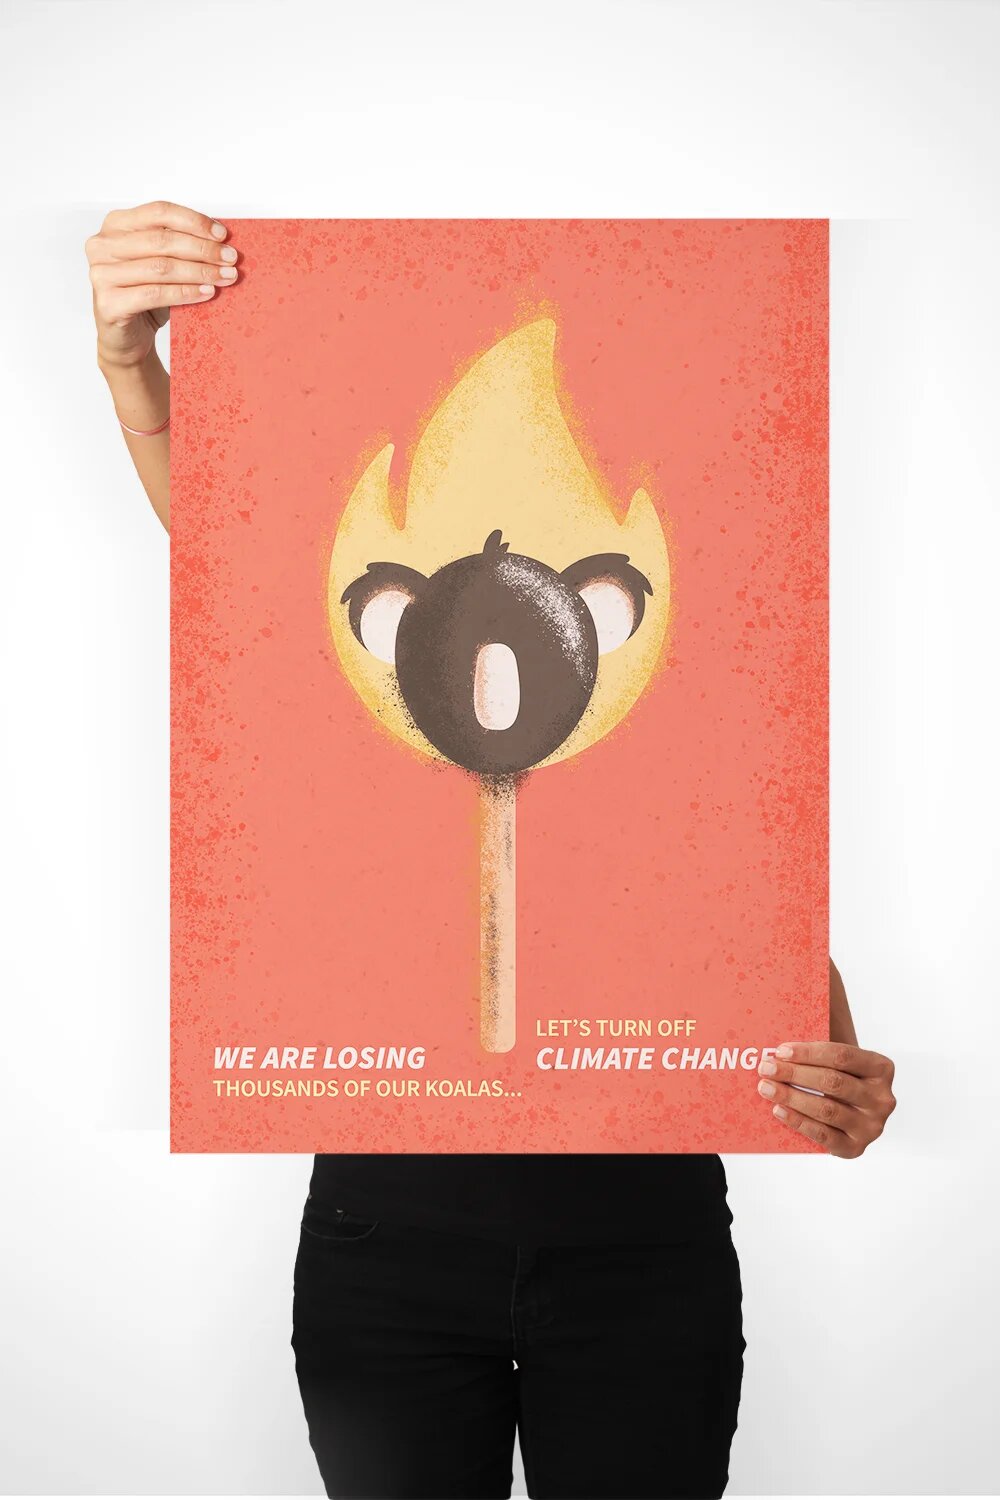 WE ARE LOSING
THOUSANDS OF OUR KOALAS...
LET'S TURN OFF
CLIMATE CHANGE